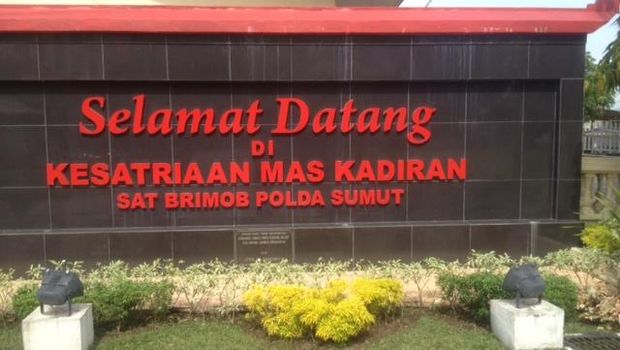 Selamat Datang
DI
KESATRIAAN MAS KADIRAN
SAT BRIMOB POLDA SUMUT